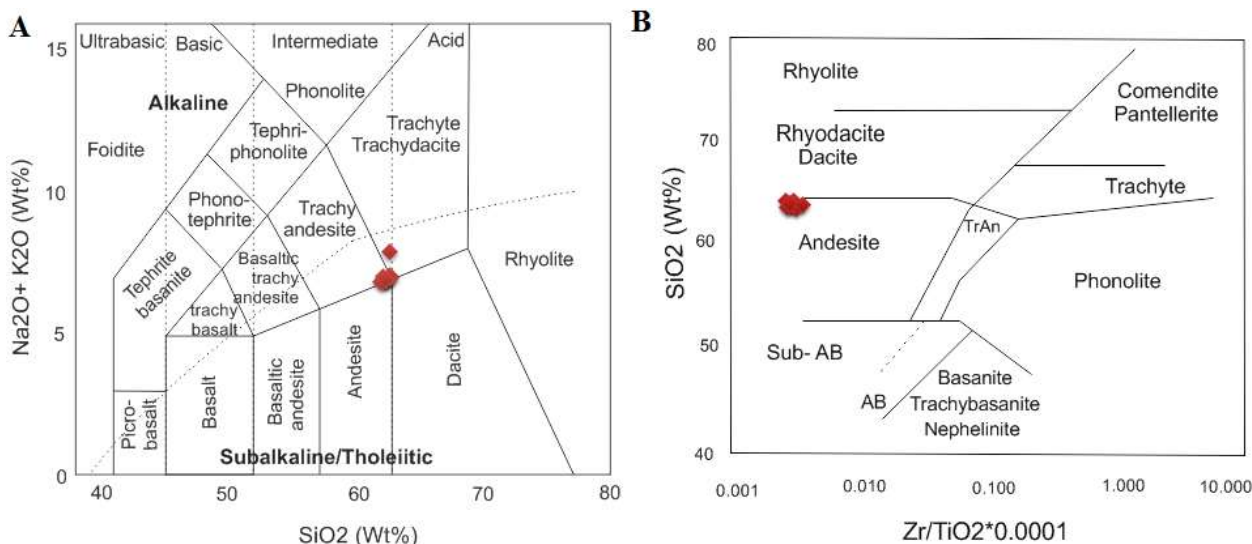 A
15
10
5
0
Na2O+ K2O (Wt%)
Ultrabasic
Basic
Intermediate
Acid
Alkaline
Phonolite
Foidite
Tephri-
phonolite
Trachyte
Trachydacite
Phono-
tephrite
Trachy
andesite
Tephrite
basanite
Basaltic
trachy-
andesite
trachy
basalt
Rhyolite
Picro-
basalt
Basalt
Basaltic
andesite
Andesite
Dacite
Subalkaline/Tholeiitic
40
50
60
70
80
SiO2 (Wt%)
B
80
70
60
50
40
SiO2 (Wt%)
Rhyolite
Comendite
Pantellerite
Rhyodacite
Dacite
Trachyte
TrAn
Andesite
Phonolite
Sub- AB
AB
Basanite
Trachybasanite
Nephelinite
0.001
0.010
0.100
1.000
10.000
Zr/TiO2*0.0001